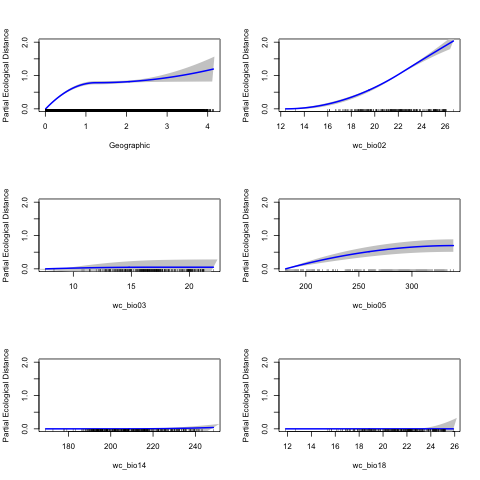 Partial Ecological Distance
0.0 1.0 2.0
0 1 2 3 4
Geographic
Partial Ecological Distance
0.0 1.0 2.0
12 14 16 18 20 22 24 26
wc_bio02
Partial Ecological Distance
0.0 1.0 2.0
10 15 20
wc_bio03
Partial Ecological Distance
0.0 1.0 2.0
200 250 300
wc_bio05
Partial Ecological Distance
0.0 1.0 2.0
180 200 220 240
wc_bio14
Partial Ecological Distance
0.0 1.0 2.0
12 14 16 18 20 22 24 26
wc_bio18